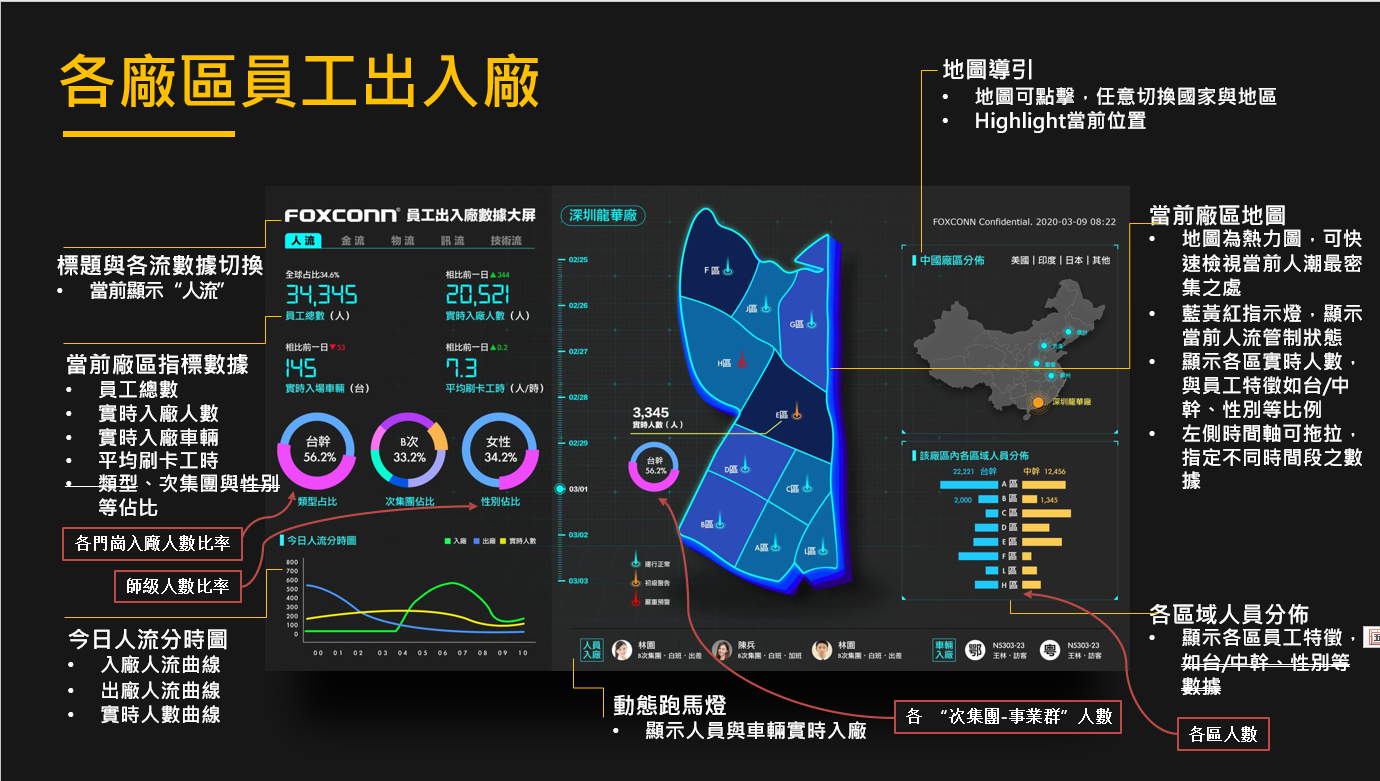 各廠區員工出入廠
地圖導引
• 地圖可點擊，任意切換國家與地區
• Highlight當前位置
標題與各流數據切換
• 當前顯示“人流”
當前廠區指標數據
• 員工總數
• 實時入廠人數
• 實時入廠車輛
• 平均刷卡工時
• 類型、次集團與性別
等佔比
各門崗入廠人數比率
師級人數比率
今日人流分時圖
• 入廠人流曲線
• 出廠人流曲線
• 實時人數曲線
FOXCONN® 員工出入廠數據大屏
人流 金流 物流 訊流 技術流
全球占比34.6%
34,345
員工總數（人）
相比前一日▲344
20,521
實時入廠人數（人）
相比前一日▼53
145
實時入場車輛（台）
相比前一日▲0.2
7.3
平均刷卡工時（人/時）
台幹
56.2%
類型占比
B次
33.2%
次集團佔比
女性
34.2%
性別佔比
今日人流分時圖
入廠 出廠 實時人數
800
700
600
500
400
300
200
100
0
00 01 02 03 04 05 06 07 08 09 10
深圳龍華廠
02/25
02/26
02/27
02/28
02/29
03/01
03/02
03/03
F區
J區
G區
H區
E區
D區
C區
B區
A區
L區
3,345
實時人數（人）
台幹
56.2%
運行正常
初級警告
嚴重預警
FOXCONN Confidential. 2020-03-09 08:22
中國廠區分佈
美國 | 印度 | 日本 | 其他
深圳龍華廠
該廠區內各區域人員分佈
22,221 台幹 中幹 12,456
A 區
2,000 B 區 1,345
C 區
D 區
E 區
F 區
L 區
H 區
人員
入廠
林園
B次集團・白班・出差
陳兵
B次集團・白班・加班
林園
B次集團・白班・出差
車輛
入廠
鄂
N5303-23
王林・訪客
粵
N5303-23
王林・訪客
動態跑馬燈
• 顯示人員與車輛實時入廠
各 “次集團-事業群”人數
當前廠區地圖
• 地圖為熱力圖，可快
速檢視當前人潮最密
集之處
• 藍黃紅指示燈，顯示
當前人流管制狀態
• 顯示各區實時人數，
與員工特徵如台/中
幹、性別等比例
• 左側時間軸可拖拉，
指定不同時間段之數
據
各區域人員分佈
• 顯示各區員工特徵，
如台/中幹、性別等
數據
各區人數